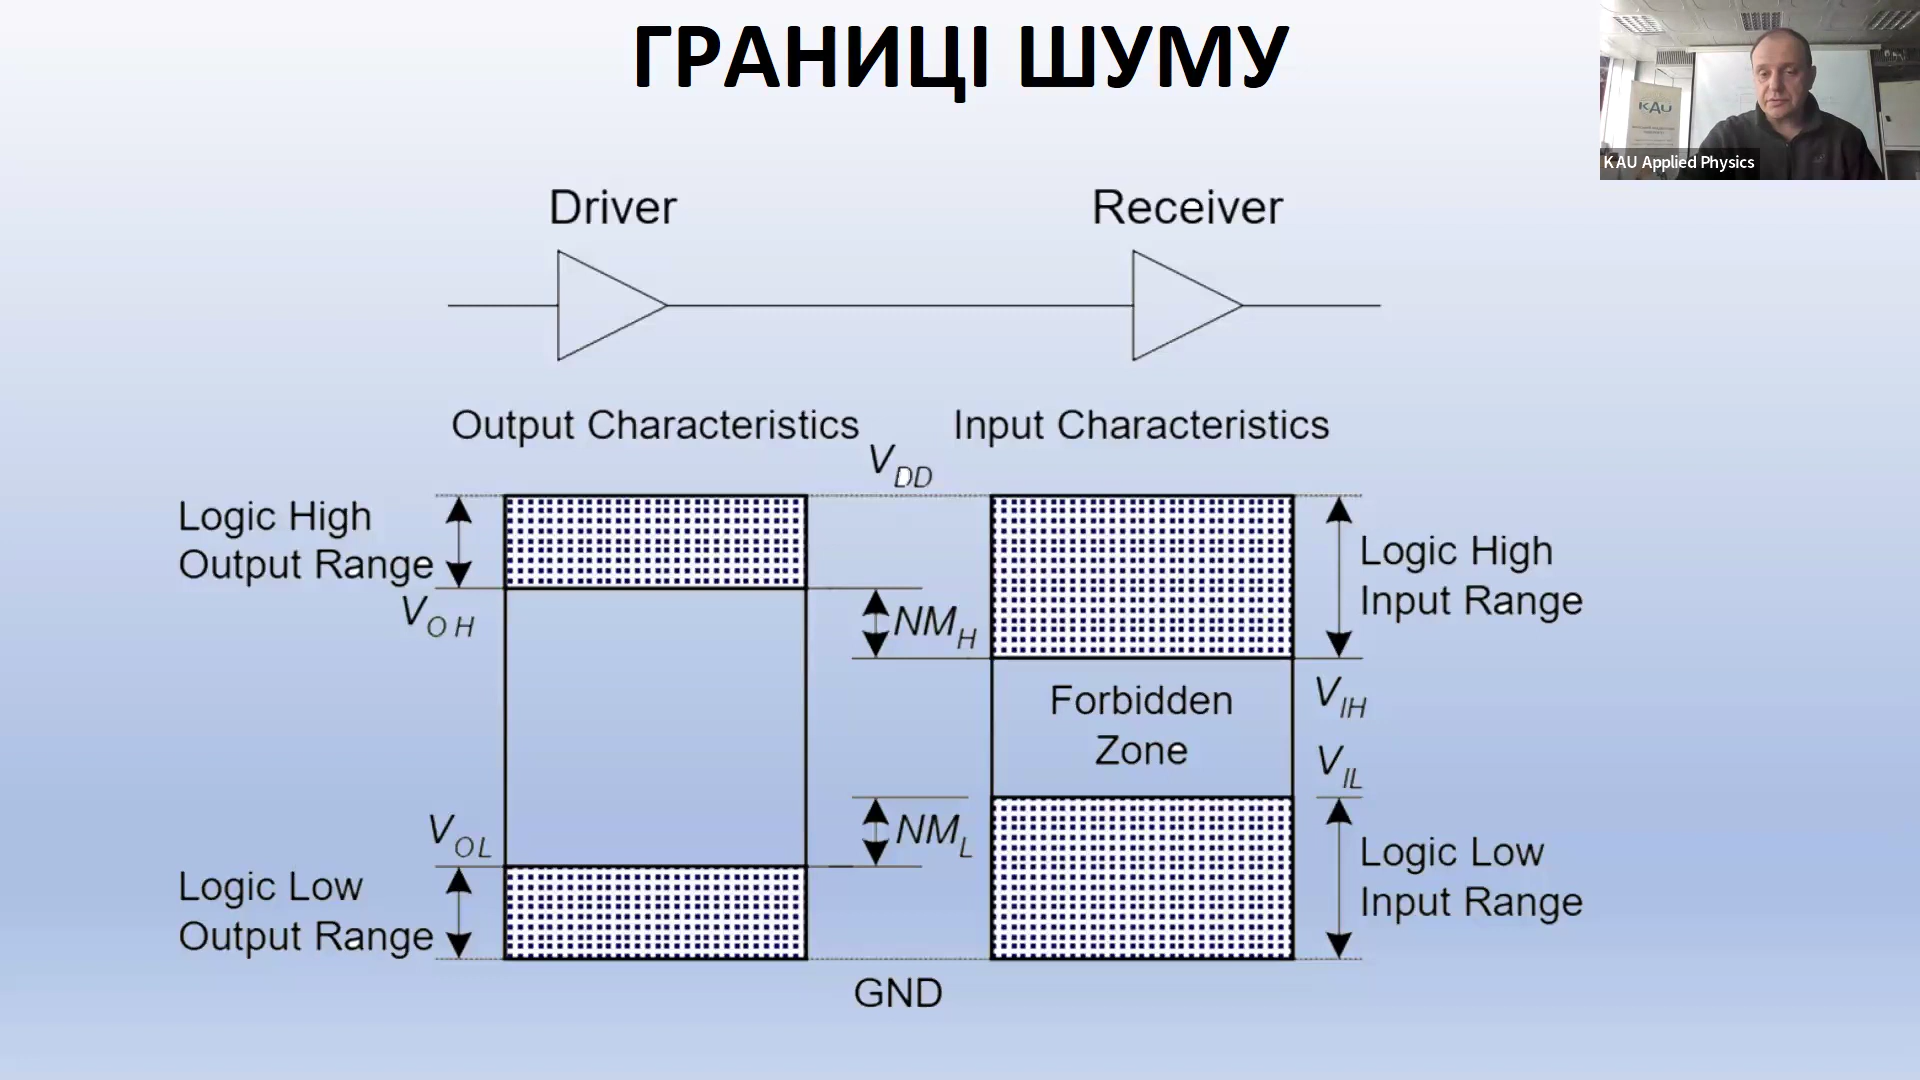 ГРАНИЦІ ШУМУ
KAU
KAU Applied Physics
Driver
Receiver
Output Characteristics
Input Characteristics
VDD
Logic High
Output Range
VOH
NMH
Logic High
Input Range
Forbidden
Zone
VIH
VIL
VOL
NML
Logic Low
Output Range
Logic Low
Input Range
GND